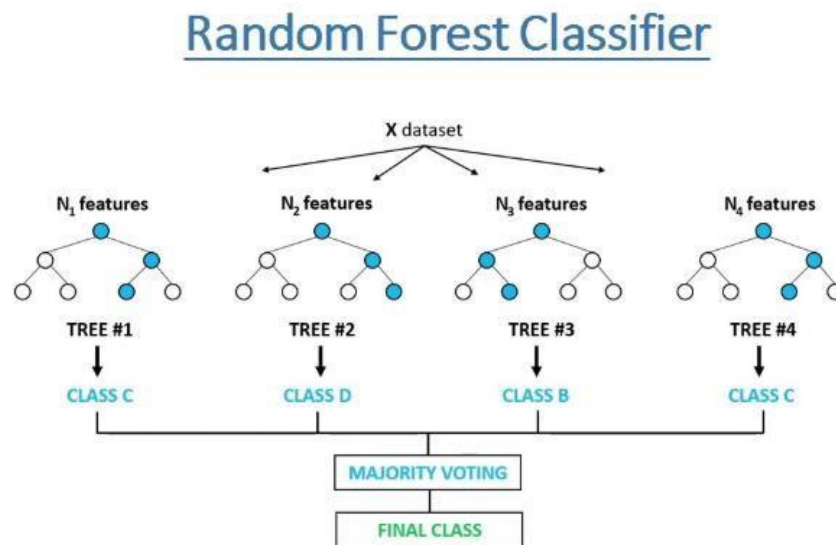 Random Forest Classifier
X dataset
N₁ features N₂ features N₃ features N₄ features
TREE #1 TREE #2 TREE #3 TREE #4
CLASS C CLASS D CLASS B CLASS C
MAJORITY VOTING
FINAL CLASS